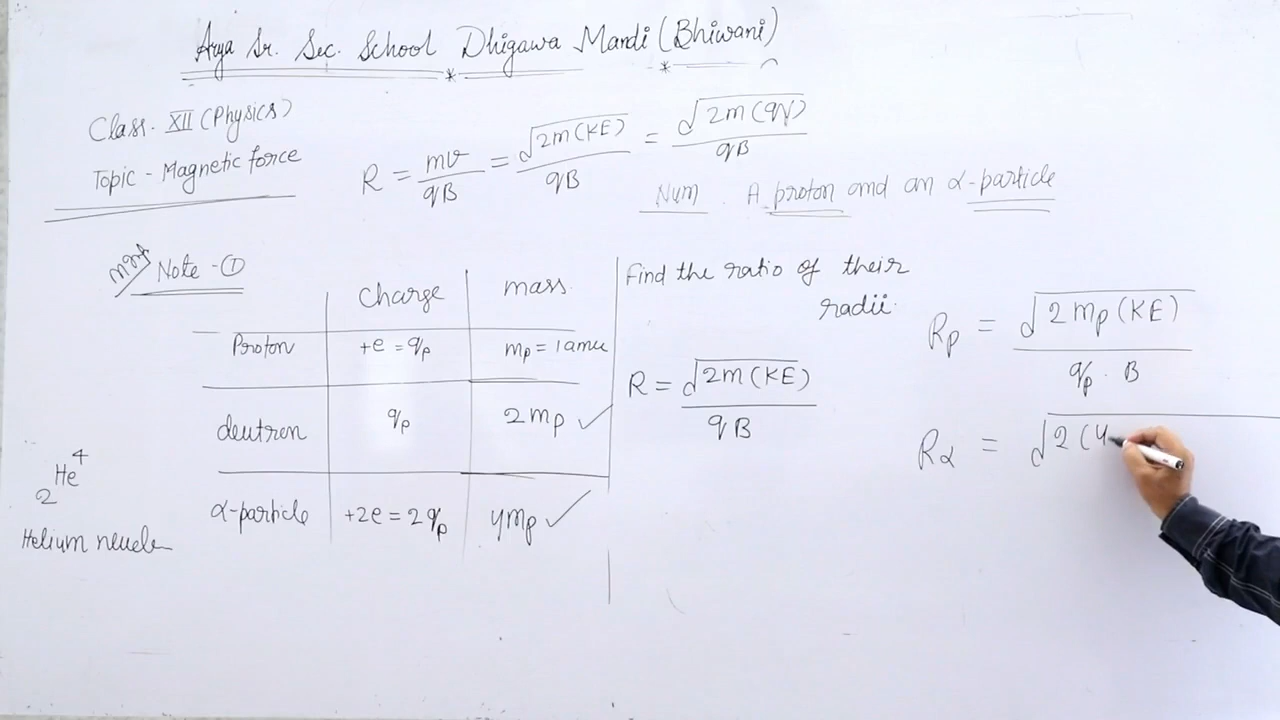 Arya Sr. Sec. School Dhigawa Mandi (Bhiwani)
Class. XII (Physics)
Topic - Magnetic force
R = mv/qB = √2m(KE)/qB = √2m(qV)/qB
Num. A proton and an α-particle
Note - ①
charge mass
Proton +e = qp mp = 1 amu
deutron qp 2mp ✓
α-particle +2e = 2qp 4mp ✓
₂He⁴
Helium
Find the ratio of their
radii.
R = √2m(KE)/qB
Rp = √2mp(KE)/qp . B
Rα = √2(4